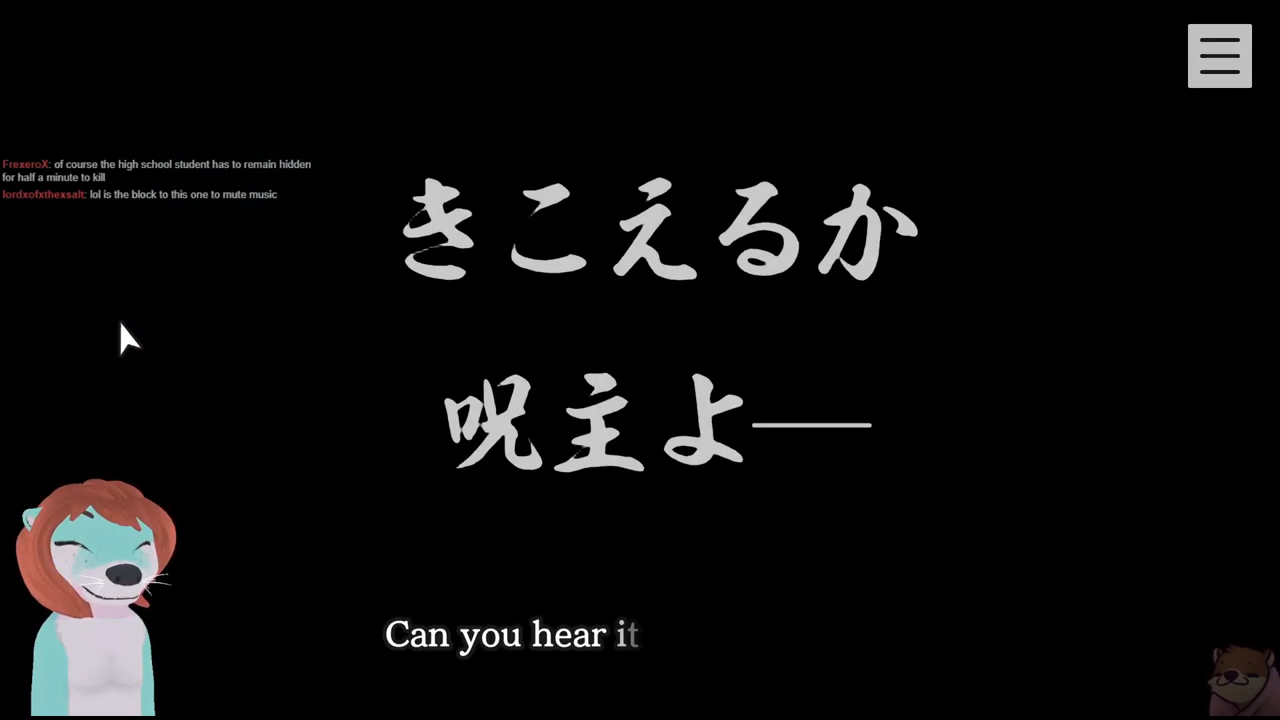 FrexeroX: of course the high school student has to remain hidden
for half a minute to kill
lordxofxthexsalt: lol is the block to this one to mute music
きこえるか
呪主よ——
Can you hear it